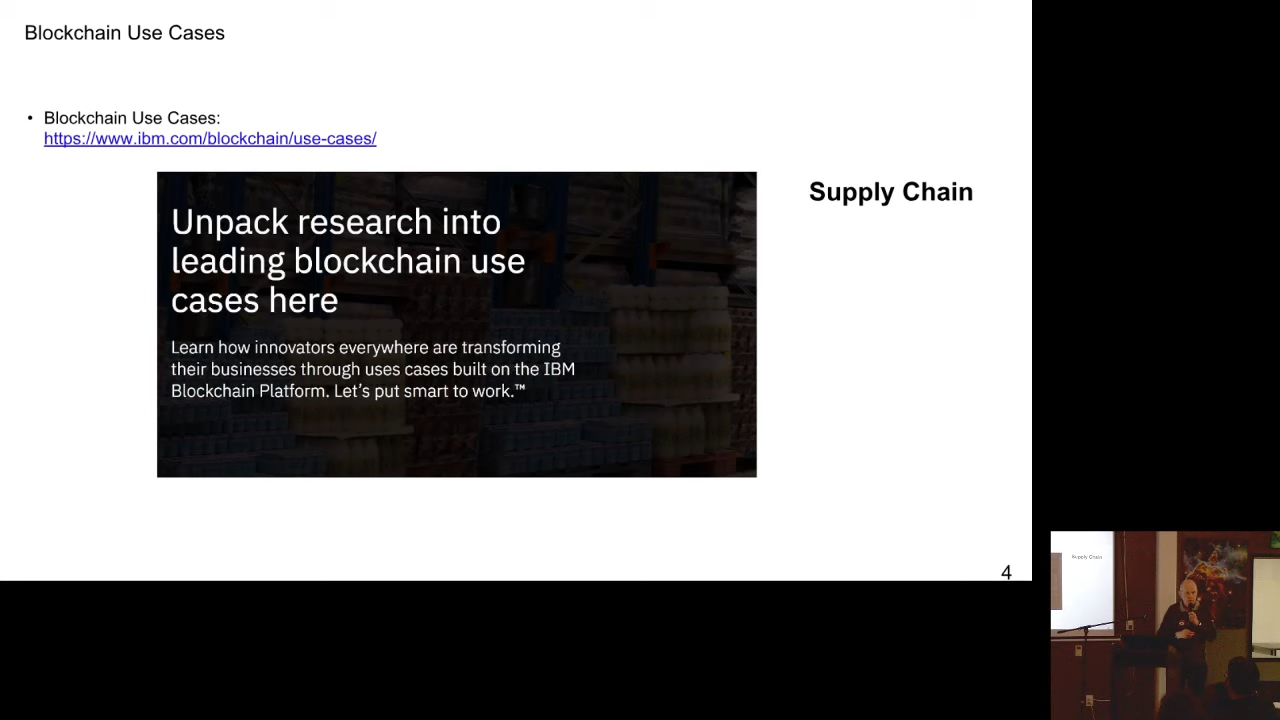 Blockchain Use Cases
• Blockchain Use Cases:
https://www.ibm.com/blockchain/use-cases/
Unpack research into
leading blockchain use
cases here
Learn how innovators everywhere are transforming
their businesses through uses cases built on the IBM
Blockchain Platform. Let's put smart to work.™
Supply Chain
4
Supply Chain